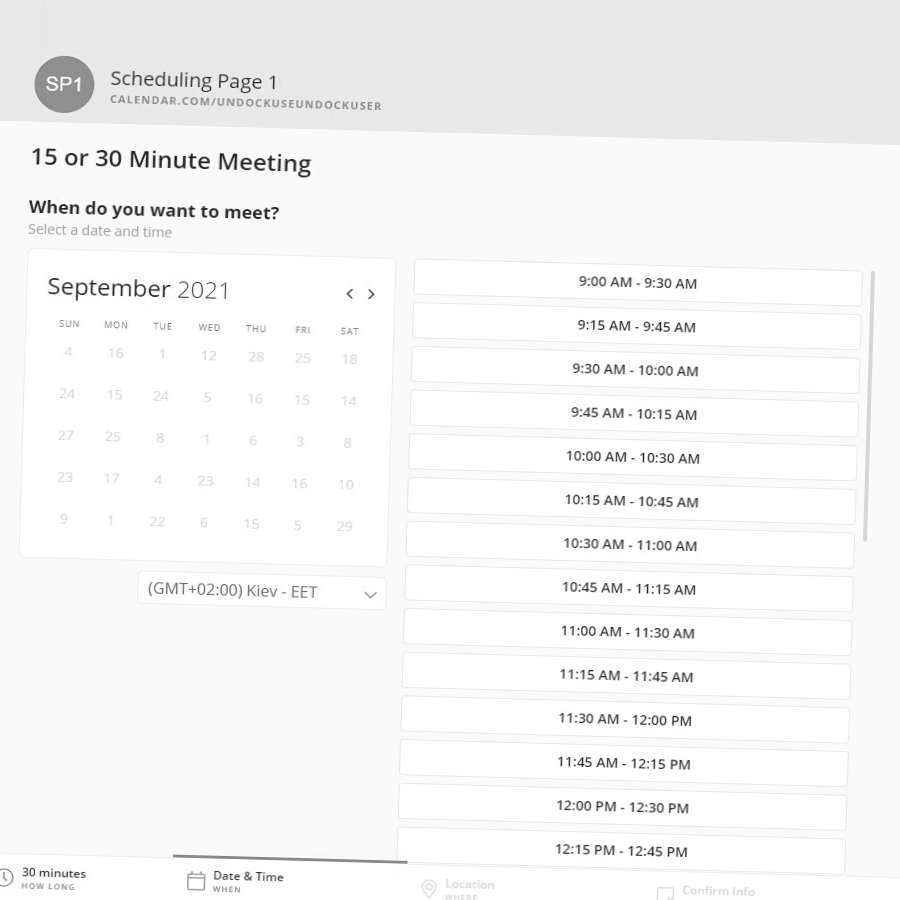 SP1
Scheduling Page 1
CALENDAR.COM/UNDOCKUSEUNDOCKUSER
15 or 30 Minute Meeting
When do you want to meet?
Select a date and time
September 2021
SUN MON TUE WED THU FRI SAT
4 16 1 12 28 25 18
24 15 24 5 16 15 14
27 25 8 1 6 3 8
23 17 4 23 14 16 10
9 1 22 6 15 5 29
(GMT+02:00) Kiev - EET
9:00 AM - 9:30 AM
9:15 AM - 9:45 AM
9:30 AM - 10:00 AM
9:45 AM - 10:15 AM
10:00 AM - 10:30 AM
10:15 AM - 10:45 AM
10:30 AM - 11:00 AM
10:45 AM - 11:15 AM
11:00 AM - 11:30 AM
11:15 AM - 11:45 AM
11:30 AM - 12:00 PM
11:45 AM - 12:15 PM
12:00 PM - 12:30 PM
12:15 PM - 12:45 PM
30 minutes
HOW LONG
Date & Time
WHEN
Location
WHERE
Confirm Info